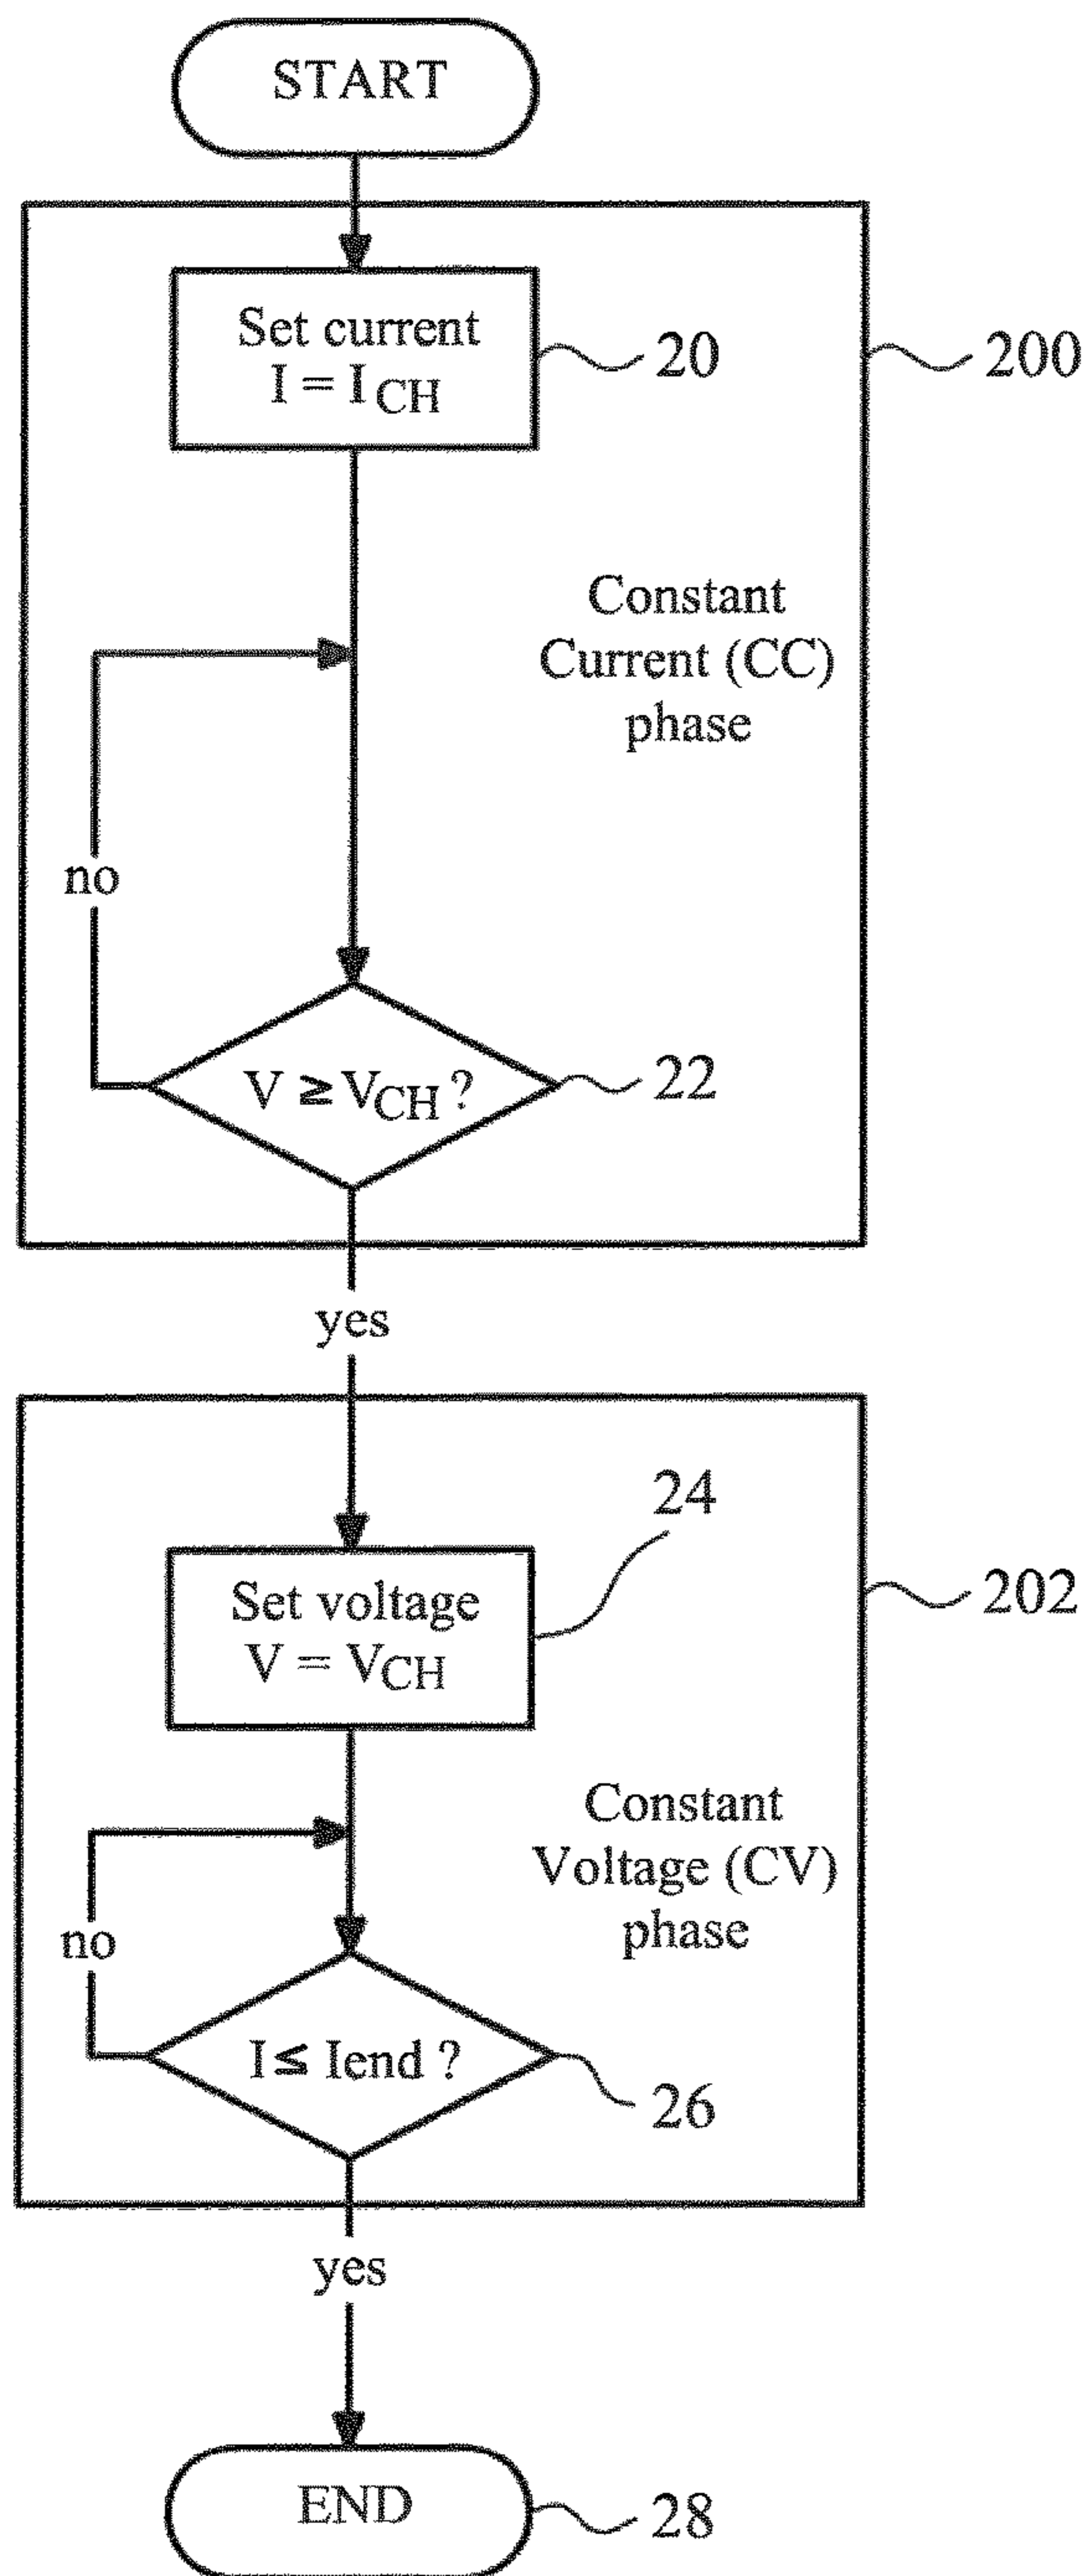 START
Set current
I = I CH
20
200
Constant
Current (CC)
phase
no
V ≥ VCH ?
22
yes
24
Set voltage
V = VCH
202
Constant
Voltage (CV)
phase
no
I ≤ Iend ?
26
yes
END
28